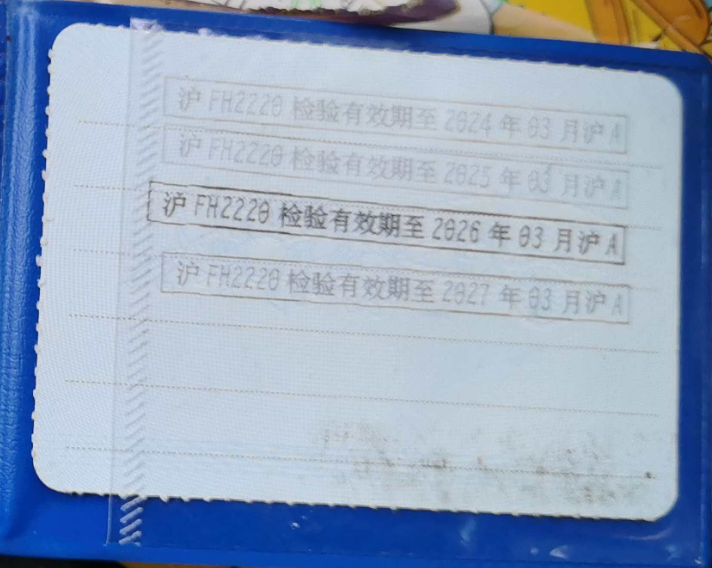 沪 FH2220 检验有效期至 2024 年 03 月沪 A
沪 FH2220 检验有效期至 2025 年 03 月沪 A
沪 FH2220 检验有效期至 2026 年 03 月沪 A
沪 FH2220 检验有效期至 2027 年 03 月沪 A